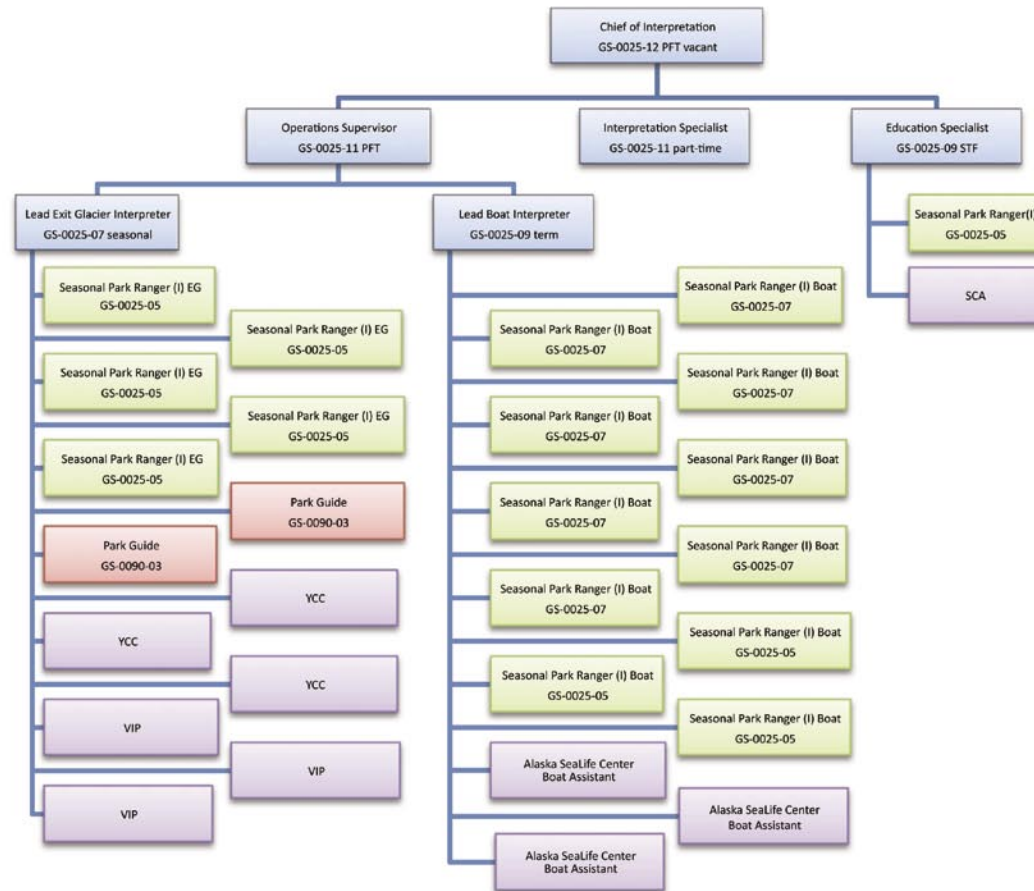 Chief of Interpretation
GS-0025-12 PFT vacant
Operations Supervisor
GS-0025-11 PFT
Interpretation Specialist
GS-0025-11 part-time
Education Specialist
GS-0025-09 STF
Lead Exit Glacier Interpreter
GS-0025-07 seasonal
Lead Boat Interpreter
GS-0025-09 term
Seasonal Park Ranger(I)
GS-0025-05
SCA
Seasonal Park Ranger (I) EG
GS-0025-05
Seasonal Park Ranger (I) EG
GS-0025-05
Seasonal Park Ranger (I) EG
GS-0025-05
Seasonal Park Ranger (I) EG
GS-0025-05
Seasonal Park Ranger (I) EG
GS-0025-05
Park Guide
GS-0090-03
Park Guide
GS-0090-03
YCC
YCC
YCC
VIP
VIP
VIP
Seasonal Park Ranger (I) Boat
GS-0025-07
Seasonal Park Ranger (I) Boat
GS-0025-07
Seasonal Park Ranger (I) Boat
GS-0025-07
Seasonal Park Ranger (I) Boat
GS-0025-07
Seasonal Park Ranger (I) Boat
GS-0025-07
Seasonal Park Ranger (I) Boat
GS-0025-07
Seasonal Park Ranger (I) Boat
GS-0025-07
Seasonal Park Ranger (I) Boat
GS-0025-07
Seasonal Park Ranger (I) Boat
GS-0025-05
Seasonal Park Ranger (I) Boat
GS-0025-05
Seasonal Park Ranger (I) Boat
GS-0025-05
Alaska SeaLife Center
Boat Assistant
Alaska SeaLife Center
Boat Assistant
Alaska SeaLife Center
Boat Assistant